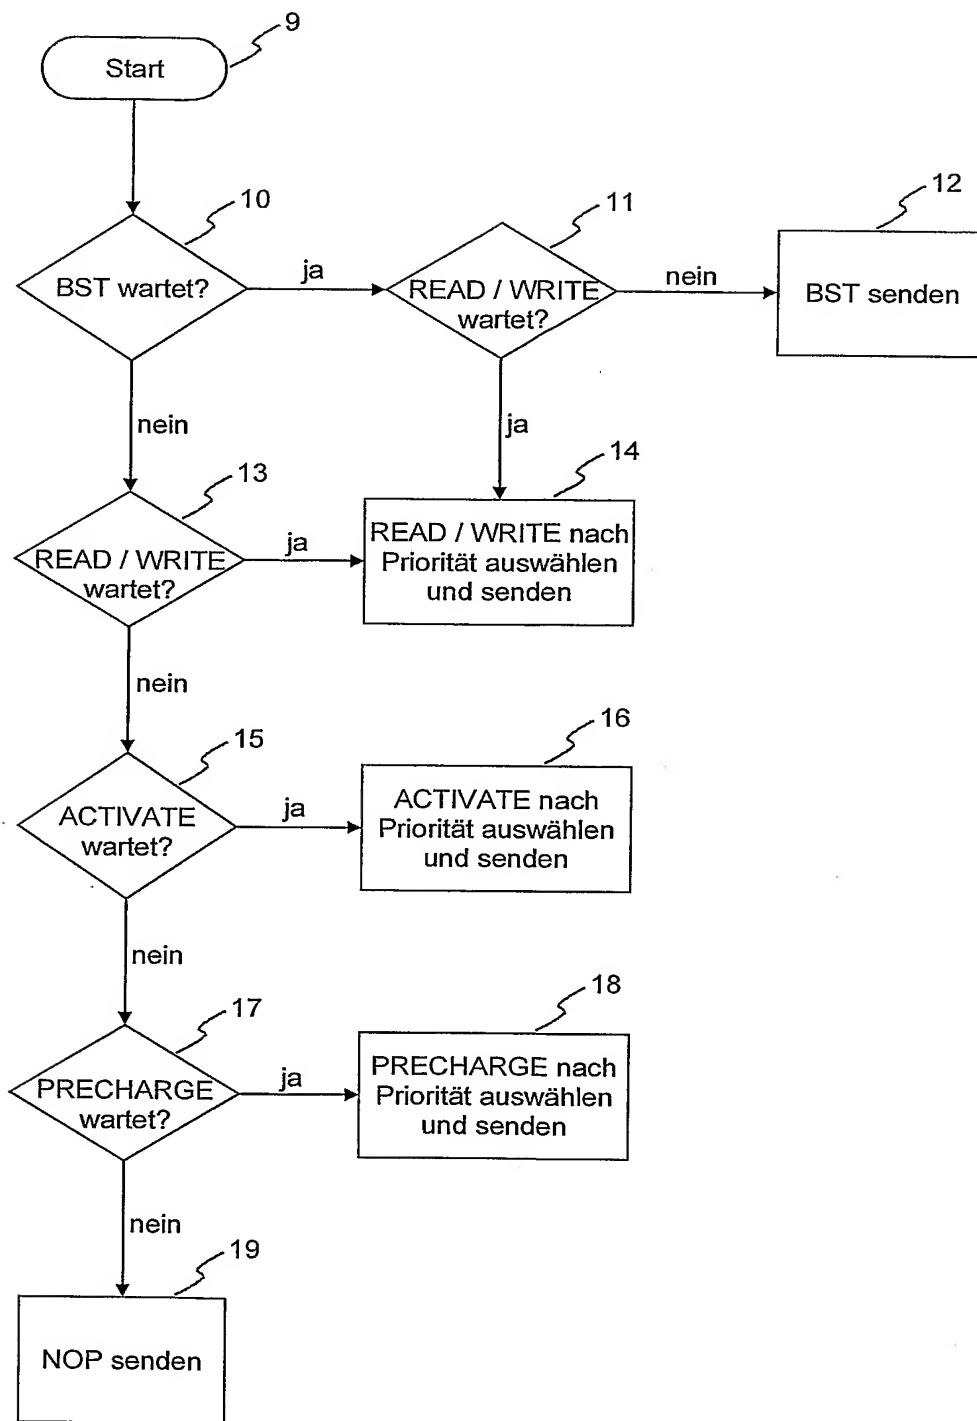 9
Start
10
11
12
BST wartet?
ja
READ / WRITE
wartet?
nein
BST senden
nein
ja
13
14
READ / WRITE
wartet?
ja
READ / WRITE nach
Priorität auswählen
und senden
nein
15
16
ACTIVATE
wartet?
ja
ACTIVATE nach
Priorität auswählen
und senden
nein
17
18
PRECHARGE
wartet?
ja
PRECHARGE nach
Priorität auswählen
und senden
nein
19
NOP senden